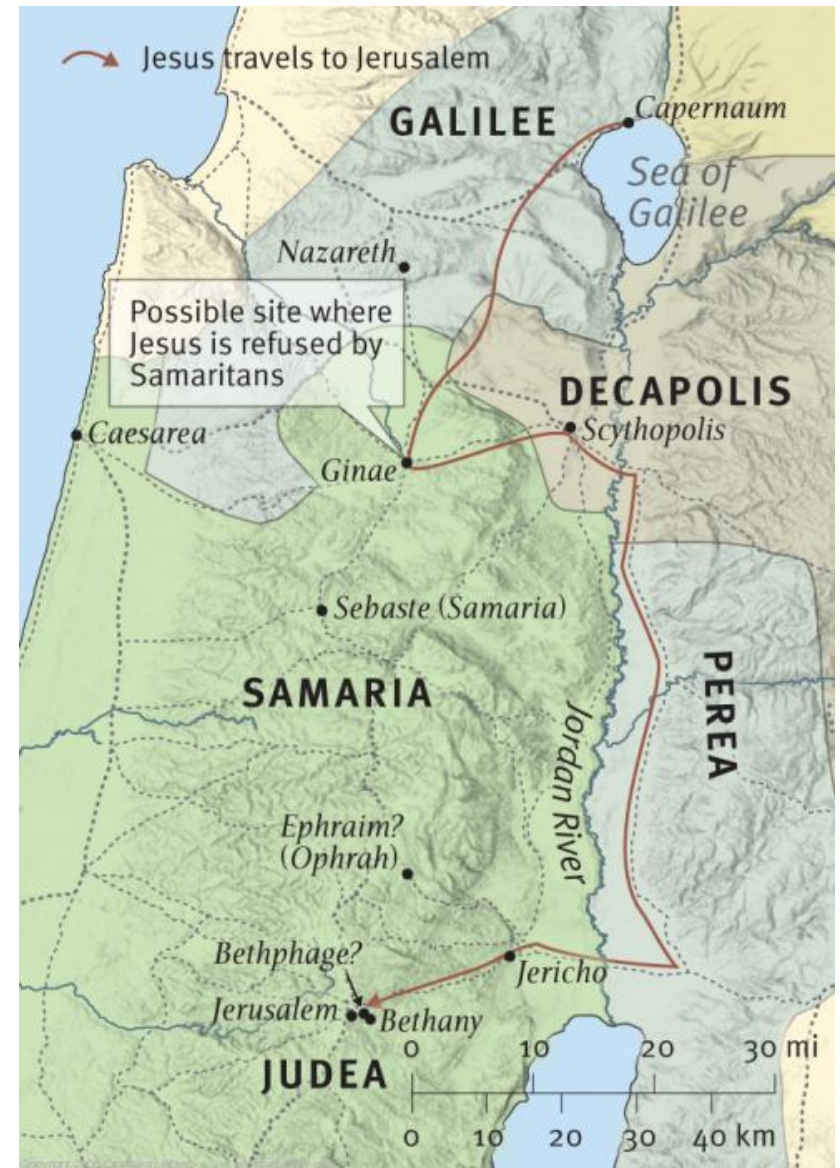 Jesus travels to Jerusalem
GALILEE
Capernaum
Sea of
Galilee
Nazareth
Possible site where
Jesus is refused by
Samaritans
DECAPOLIS
Caesarea
Scythopolis
Ginae
Sebaste (Samaria)
SAMARIA
PEREA
Jordan River
Ephraim?
(Ophrah)
Bethphage?
Jericho
Jerusalem
Bethany
JUDEA
0 10 20 30 mi
0 10 20 30 40 km